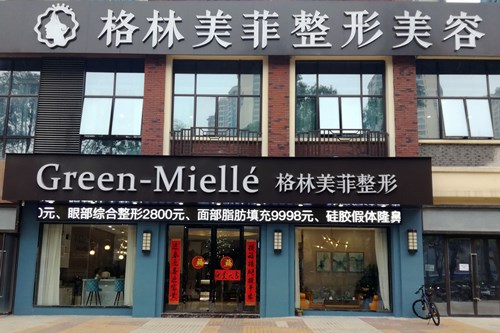 格林美菲整形美容
Green-Miellé 格林美菲整形
0元、眼部综合整形2800元、面部脂肪填充9998元、硅胶假体隆鼻